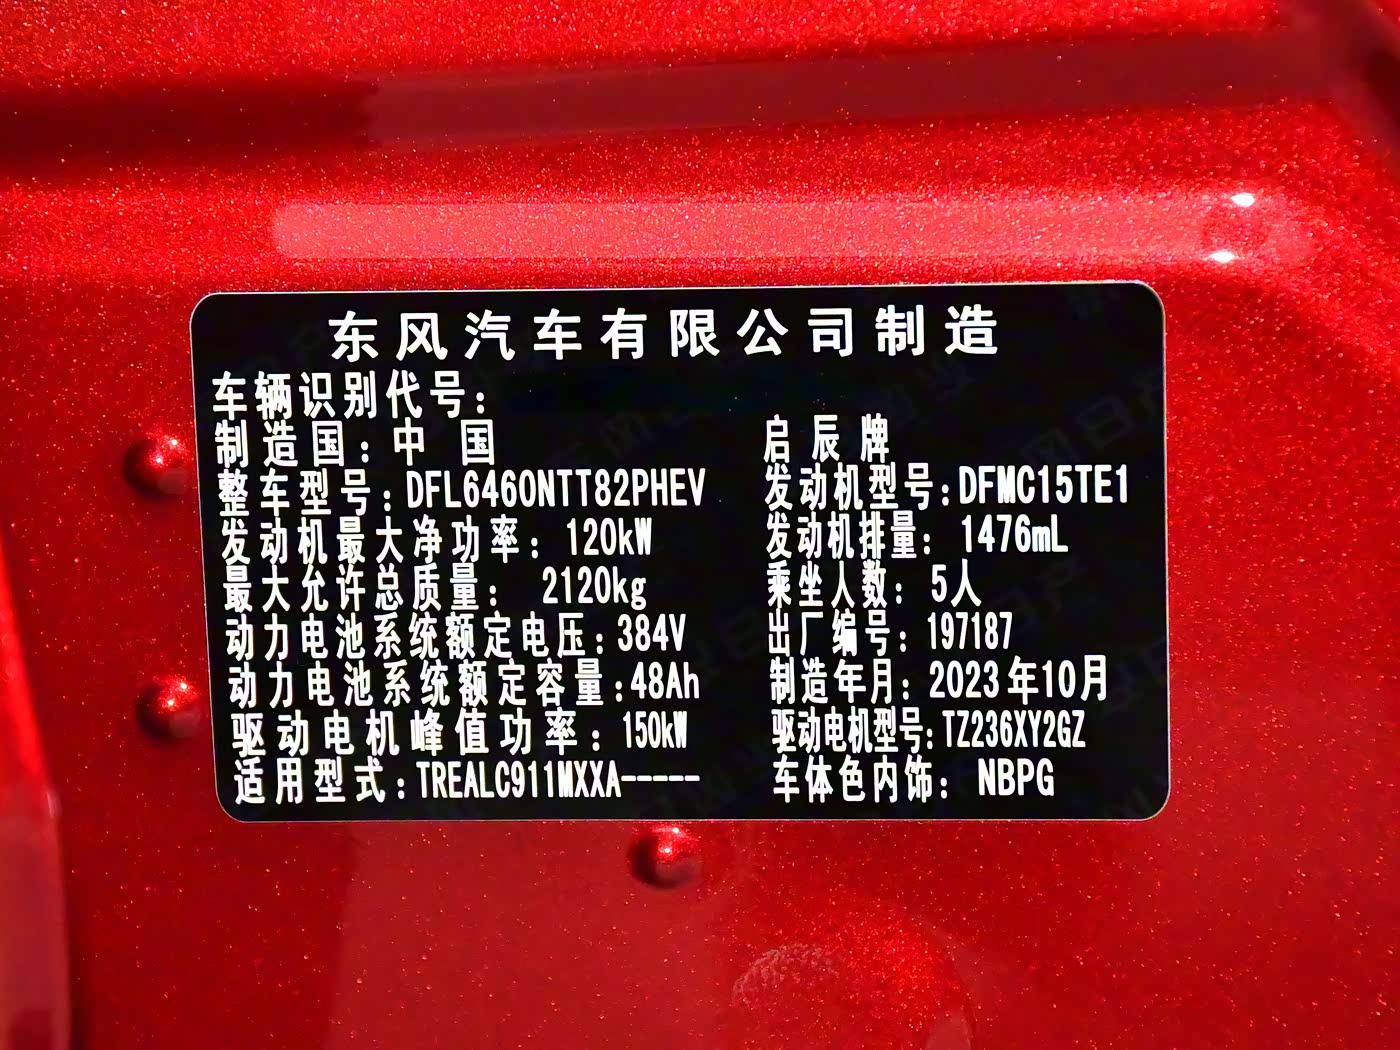 东风汽车有限公司制造
车辆识别代号:
制造国: 中 国 启辰牌
整车型号:DFL6460NTT82PHEV 发动机型号:DFMC15TE1
发动机最大净功率: 120kW 发动机排量: 1476mL
最大允许总质量: 2120kg 乘坐人数: 5人
动力电池系统额定电压:384V 出厂编号: 197187
动力电池系统额定容量:48Ah 制造年月: 2023年10月
驱动电机峰值功率: 150kW 驱动电机型号:TZ236XY2GZ
适用型式:TREALC911MXXA----- 车体色内饰: NBPG